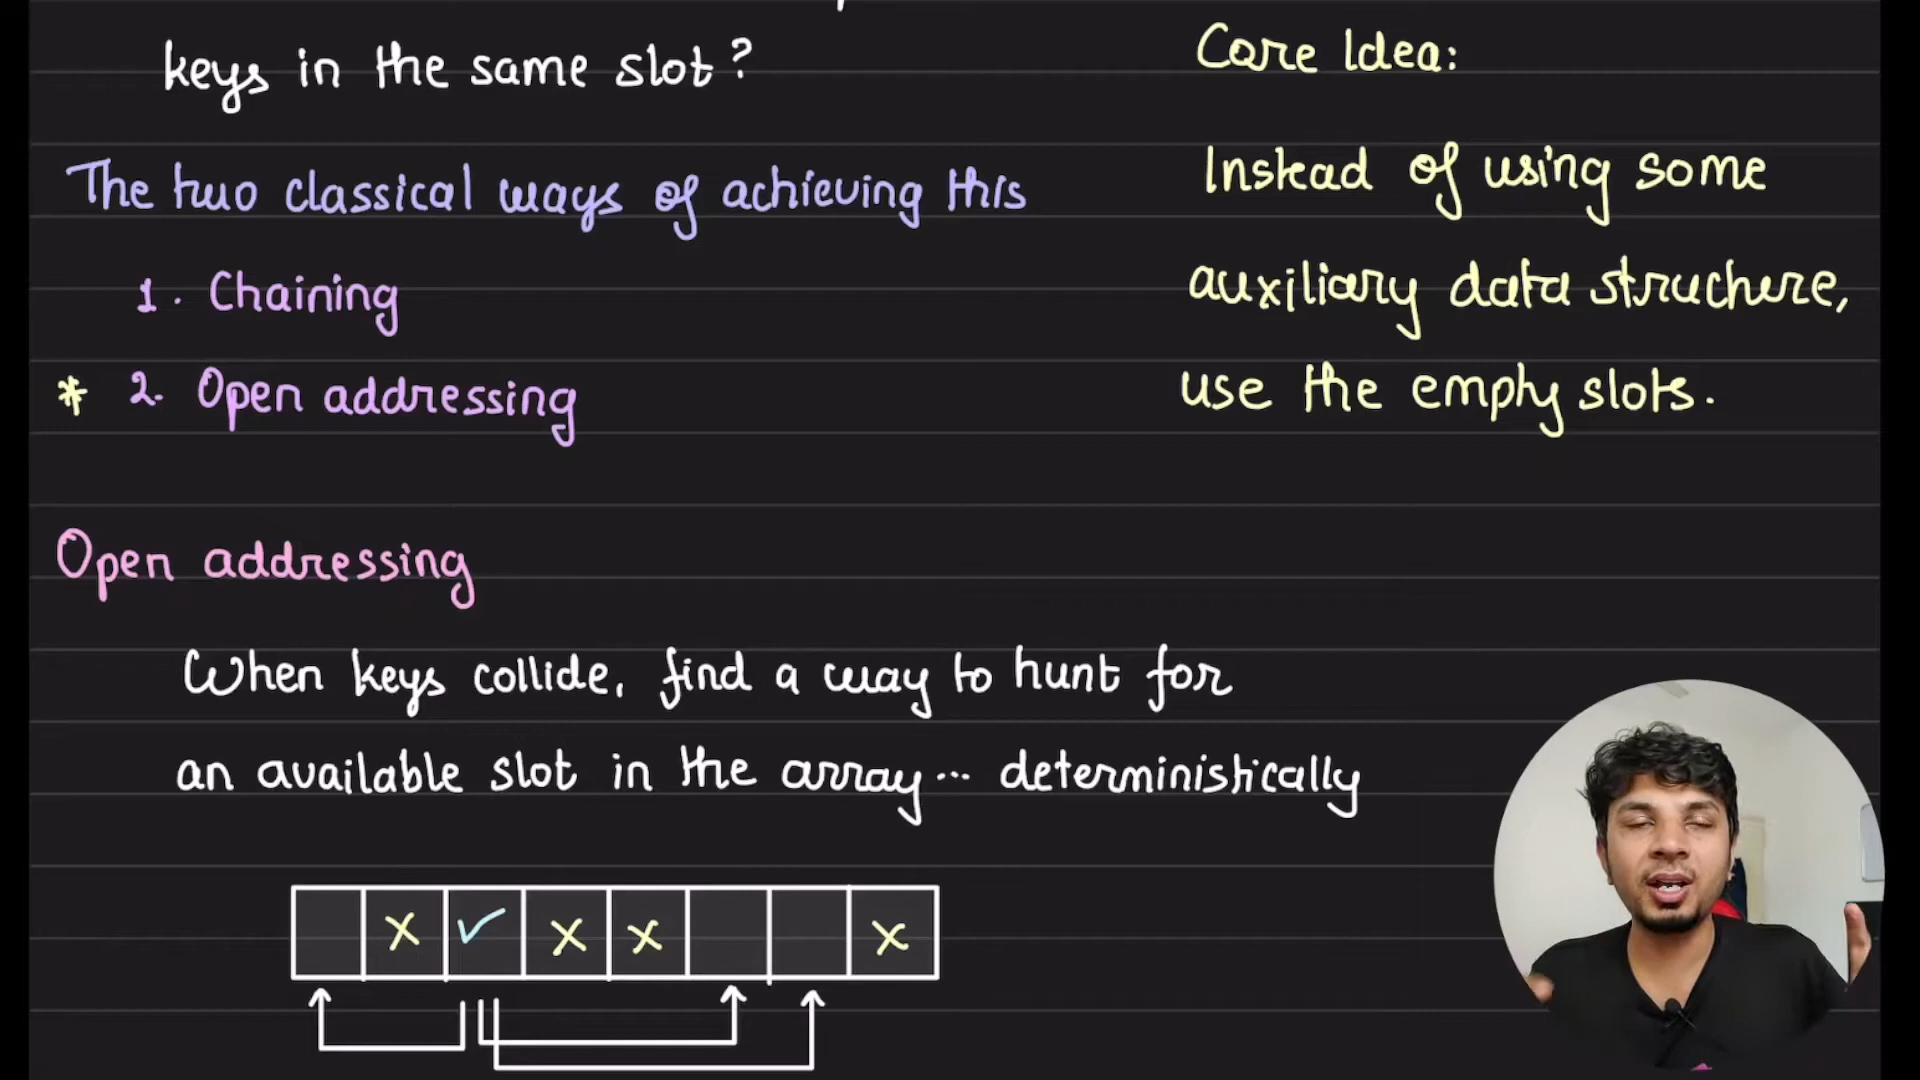 keys in the same slot?
The two classical ways of achieving this
1. Chaining
* 2. Open addressing
Core Idea:
Instead of using some
auxiliary data structure,
use the empty slots.
Open addressing
When keys collide, find a way to hunt for
an available slot in the array... deterministically
x ✓ x x x